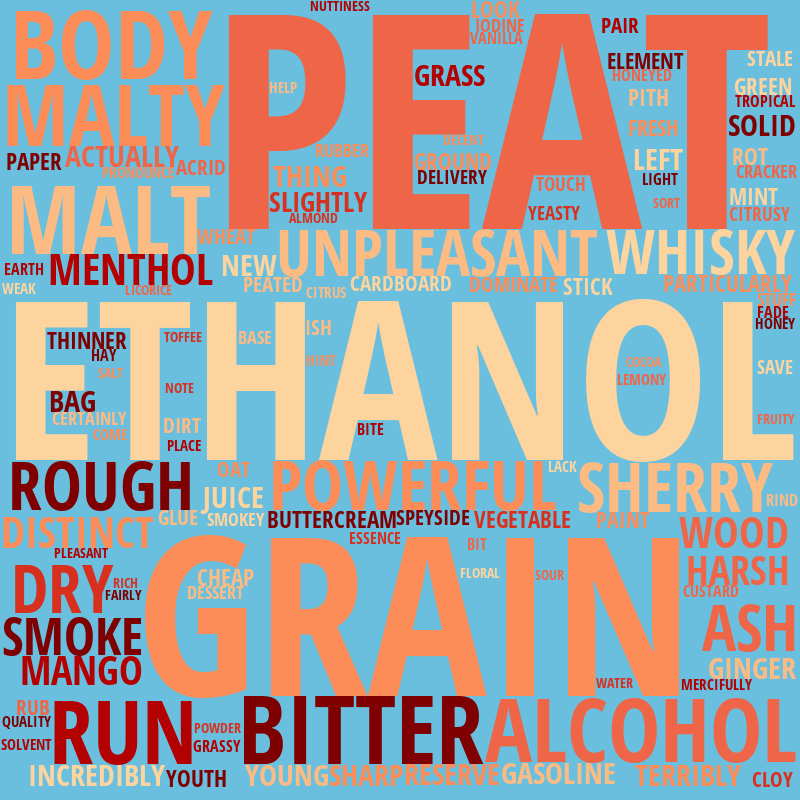 NUTTINESS
LOOK
BODY
PEAT
IODINE
PAIR
VANILLA
ELEMENT
STALE
GRASS
HONEYED
GREEN
HELP
MALTY
PITH
TROPICAL
FRESH
SOLID
DECENT
RUBBER
PAPER
ACTUALLY
GROUND
LEFT
ROT
PRONOUNCE
ACRID
THING
DELIVERY
TOUCH
LIGHT
CRACKER
MALT
SLIGHTLY
SORT
MINT
ALMOND
YEASTY
CITRUSY
WHEAT
UNPLEASANT
WHISKY
EARTH
MENTHOL
NEW
WEAK
LICORICE
PEATED
CITRUS
CARDBOARD
DOMINATE
STICK
PARTICULARLY
STUFF
ETHANOL
FADE
HONEY
THINNER
TOFFEE
BASE
ISH
HAY
HINT
COCOA
SALT
SAVE
LEMONY
NOTE
BAG
CERTAINLY
DIRT
BITE
FRUITY
COME
PLACE
ROUGH
OAT
POWERFUL
LACK
SHERRY
JUICE
RIND
DISTINCT
GLUE
SMOKEY
BUTTERCREAM
SPEYSIDE
VEGETABLE
PAINT
WOOD
ESSENCE
PLEASANT
GRAIN
BIT
HARSH
DRY
RICH
CHEAP
FLORAL
SOUR
FAIRLY
DESSERT
CUSTARD
SMOKE
ASH
MANGO
GINGER
WATER
MERCIFULLY
RUB
RUN
BITTER
ALCOHOL
QUALITY
POWDER
SOLVENT
GRASSY
INCREDIBLY
YOUTH
YOUNG
SHARP
RESERVE
GASOLINE
TERRIBLY
CLOY